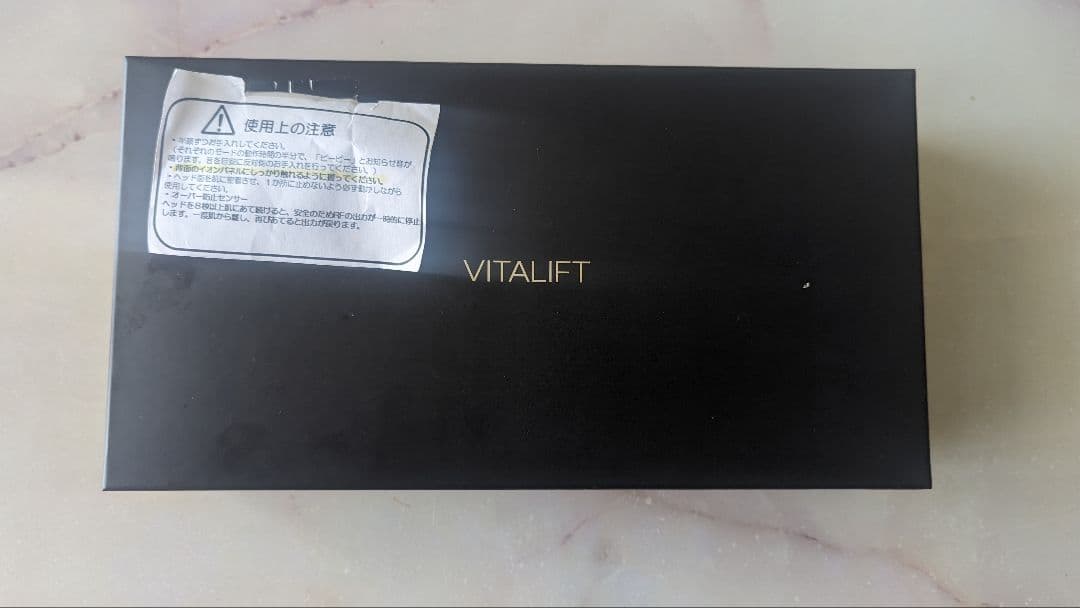 使用上の注意
・半顔ずつお手入れしてください。
（それぞれのモードの動作時間の半分で、「ピーピー」とお知らせ音が
鳴ります。音を目安に反対側のお手入れを行ってください。）
・背面のイオンパネルにしっかり触れるように握ってください。
・ヘッド面を肌に密着させ、1か所に止めないよう必ず動かしながら
使用してください。
・オーバー防止センサー
ヘッドを8秒以上肌にあて続けると、安全のためRFの出力が一時的に停止
します。一度肌から離し、再びあてると出力が戻ります。
VITALIFT